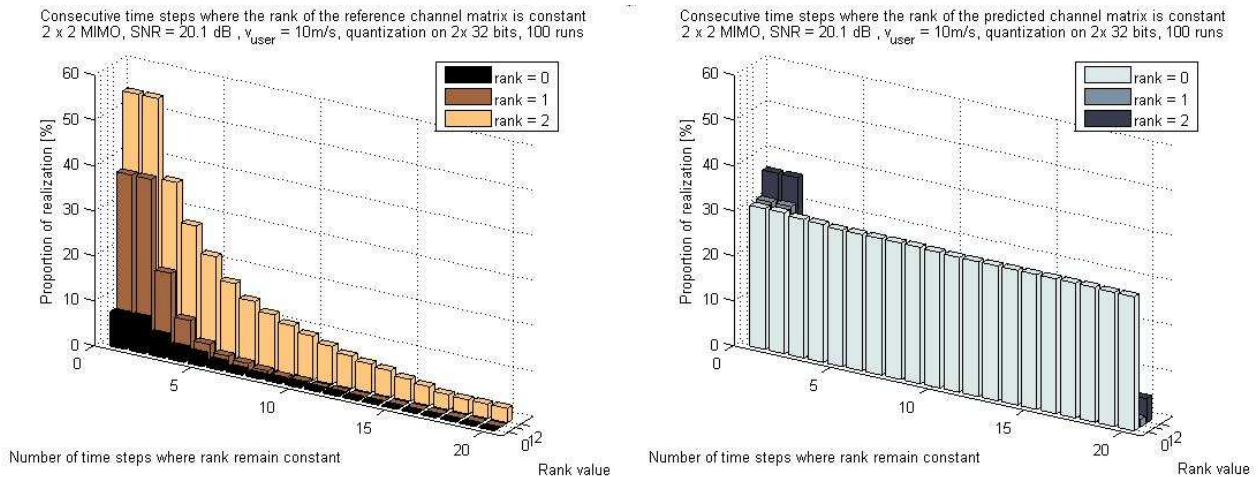 Consecutive time steps where the rank of the reference channel matrix is constant
2 x 2 MIMO, SNR = 20.1 dB , v_user = 10m/s, quantization on 2x 32 bits, 100 runs
rank = 0
rank = 1
rank = 2
Proportion of realization [%]
60
50
40
30
20
10
0
0
5
10
15
20
0
1
2
Number of time steps where rank remain constant
Rank value
Consecutive time steps where the rank of the predicted channel matrix is constant
2 x 2 MIMO, SNR = 20.1 dB , v_user = 10m/s, quantization on 2x 32 bits, 100 runs
rank = 0
rank = 1
rank = 2
Proportion of realization [%]
60
50
40
30
20
10
0
0
5
10
15
20
0
1
2
Number of time steps where rank remain constant
Rank value